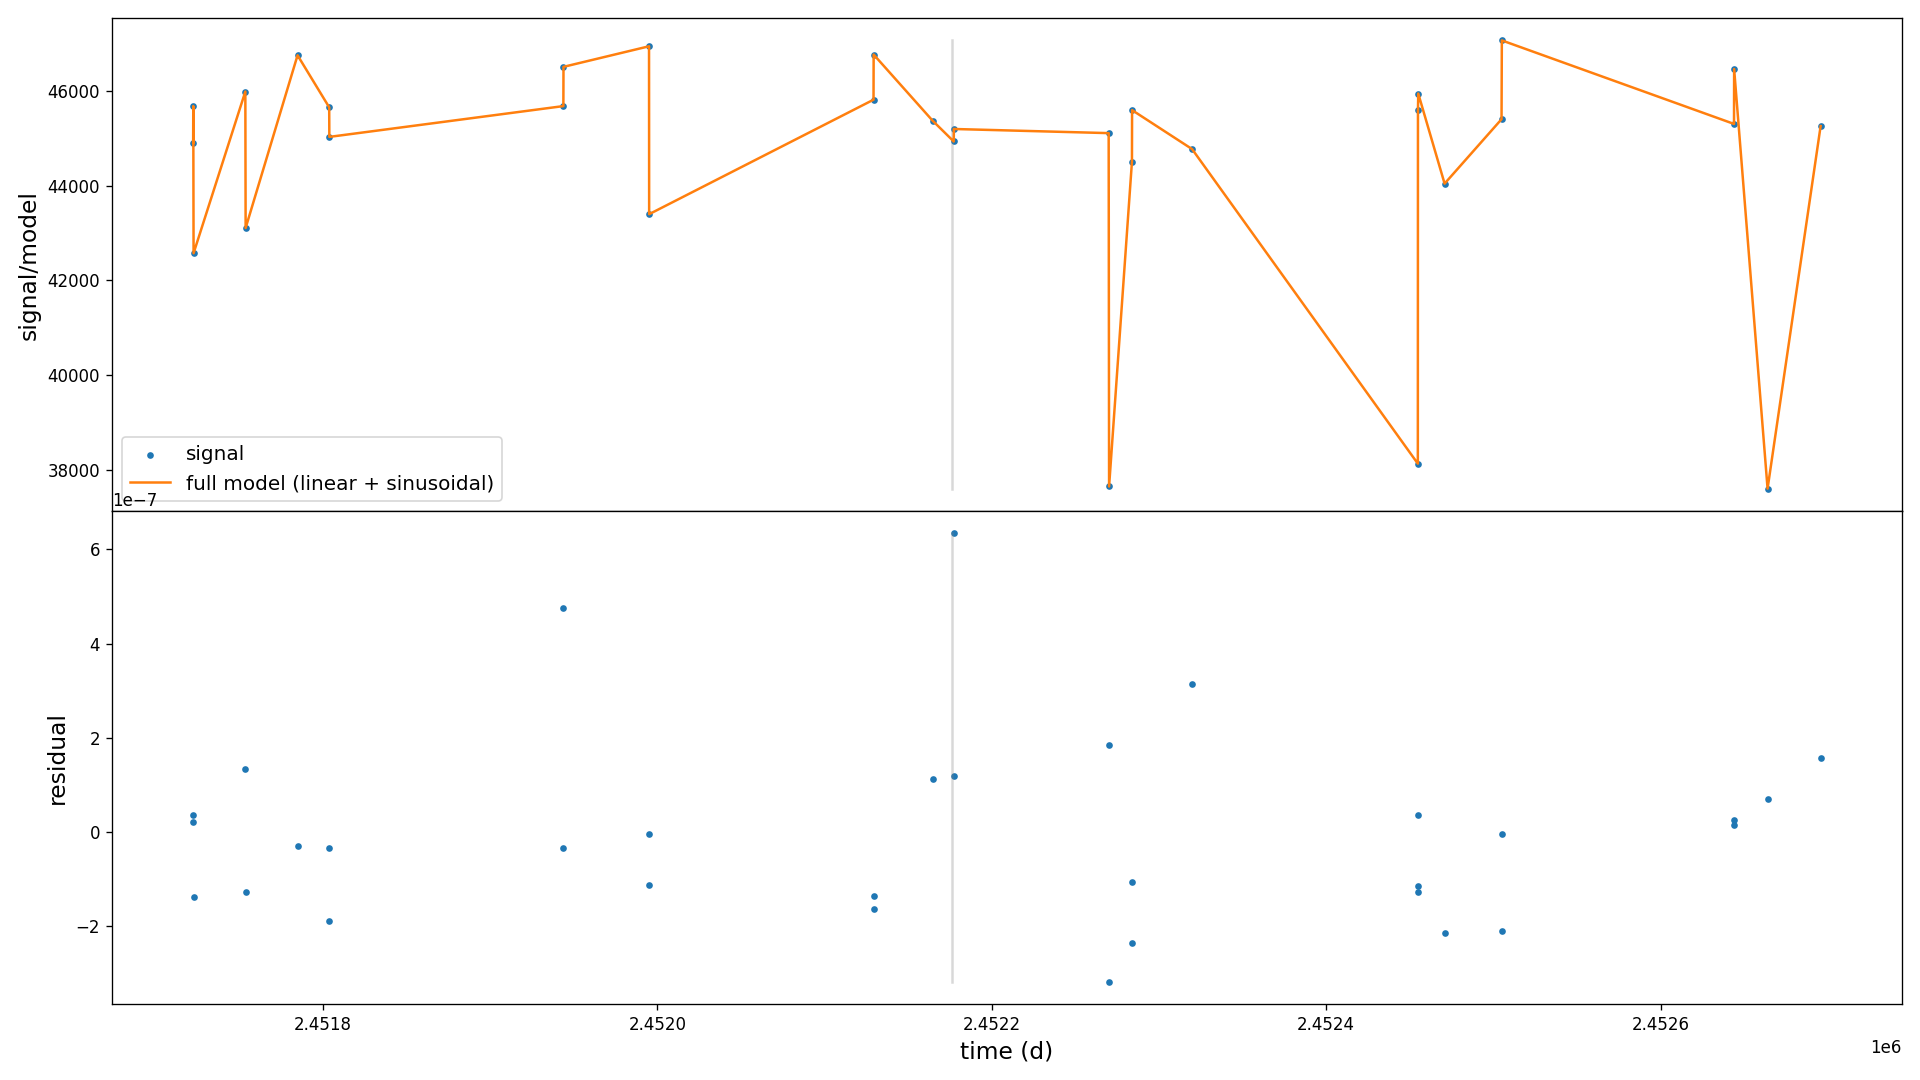 46000
44000
42000
40000
38000
signal/model
signal
full model (linear + sinusoidal)
1e−7
6
4
2
0
−2
residual
2.4518
2.4520
2.4522
2.4524
2.4526
time (d)
1e6